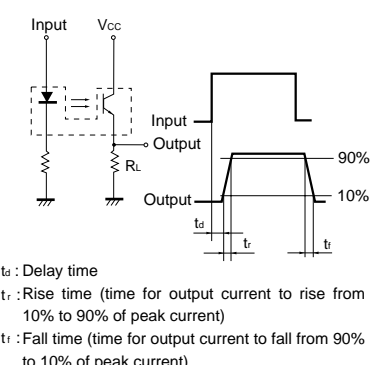 Input
Vcc
Input
Output
RL
90%
Output
10%
td
tr
tf
td : Delay time
tr : Rise time (time for output current to rise from
10% to 90% of peak current)
tf : Fall time (time for output current to fall from 90%
to 10% of peak current)